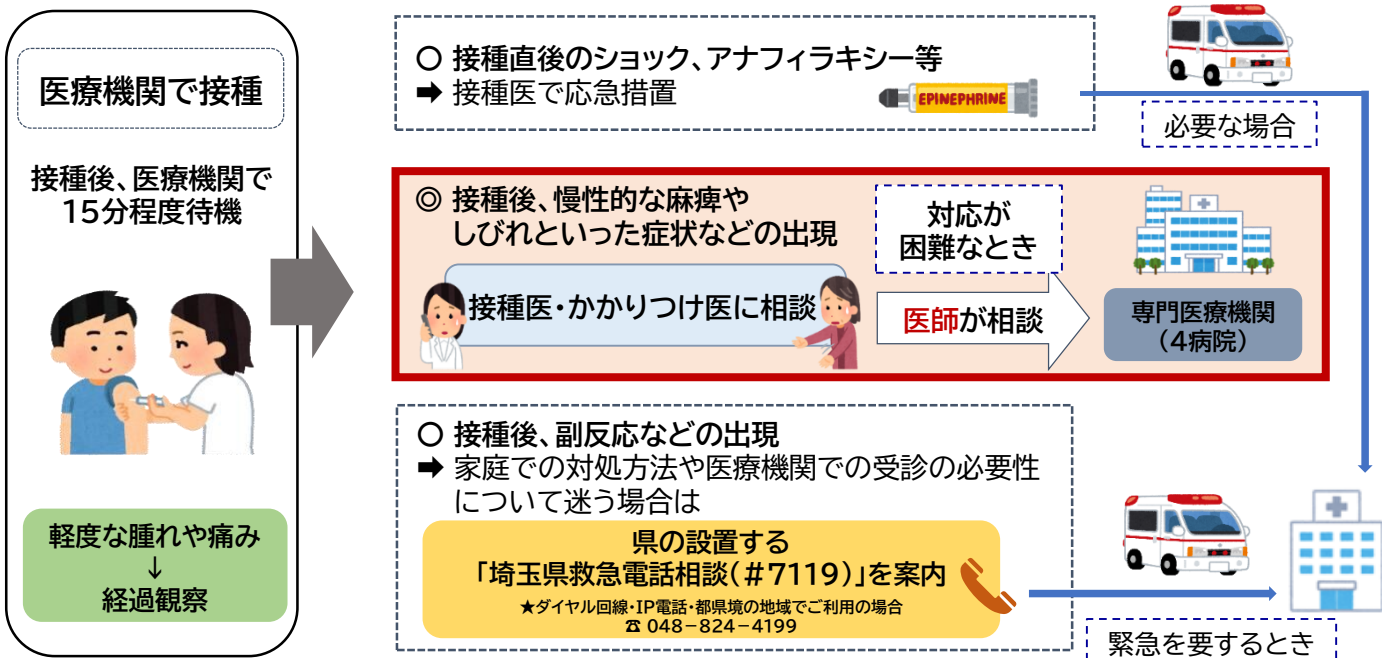 医療機関で接種
接種後、医療機関で
15分程度待機
軽度な腫れや痛み
↓
経過観察
○ 接種直後のショック、アナフィラキシー等
➡ 接種医で応急措置
EPINEPHRINE
必要な場合
◎ 接種後、慢性的な麻痺や
しびれといった症状などの出現
接種医・かかりつけ医に相談
対応が
困難なとき
医師が相談
専門医療機関
(4病院)
○ 接種後、副反応などの出現
➡ 家庭での対処方法や医療機関での受診の必要性
について迷う場合は
県の設置する
「埼玉県救急電話相談(#7119)」を案内
★ダイヤル回線・IP電話・都県境の地域でご利用の場合
☎ 048-824-4199
緊急を要するとき